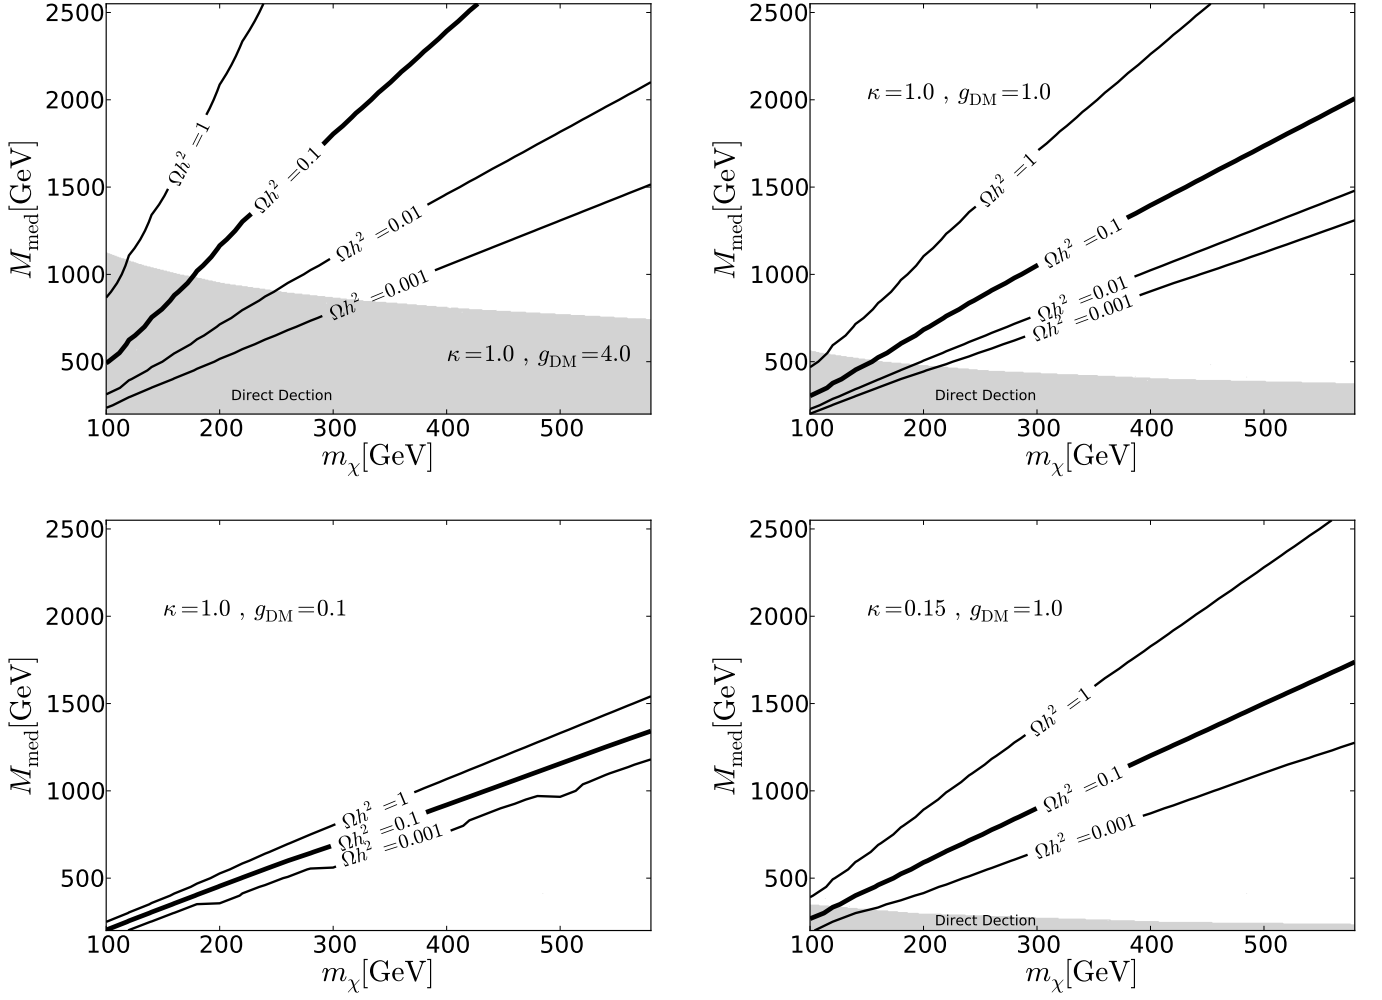 2500
2000
1500
1000
500
M_med[GeV]
Ωh² =1
Ωh² =0.1
Ωh² =0.01
Ωh² =0.001
κ=1.0 , g_DM=4.0
Direct Dection
100 200 300 400 500
m_χ[GeV]
2500
2000
1500
1000
500
M_med[GeV]
κ=1.0 , g_DM=1.0
Ωh² =1
Ωh² =0.1
Ωh² =0.01
Ωh² =0.001
Direct Dection
100 200 300 400 500
m_χ[GeV]
2500
2000
1500
1000
500
M_med[GeV]
κ=1.0 , g_DM=0.1
Ωh² =1
Ωh² =0.1
Ωh² =0.001
100 200 300 400 500
m_χ[GeV]
2500
2000
1500
1000
500
M_med[GeV]
κ=0.15 , g_DM=1.0
Ωh² =1
Ωh² =0.1
Ωh² =0.001
Direct Dection
100 200 300 400 500
m_χ[GeV]